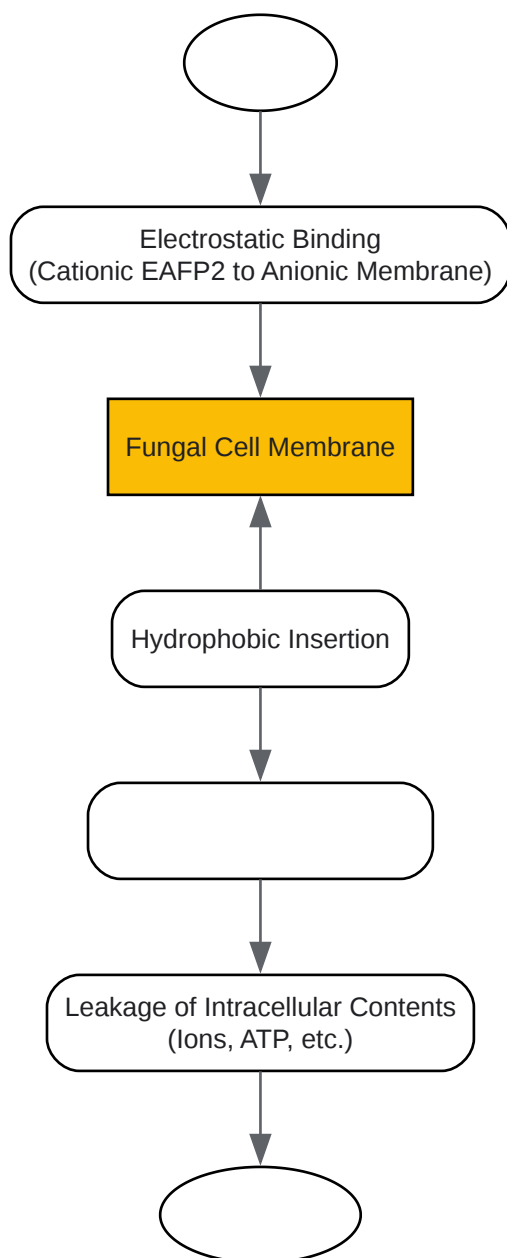 Electrostatic Binding
(Cationic EAFP2 to Anionic Membrane)
Fungal Cell Membrane
Hydrophobic Insertion
Leakage of Intracellular Contents
(Ions, ATP, etc.)